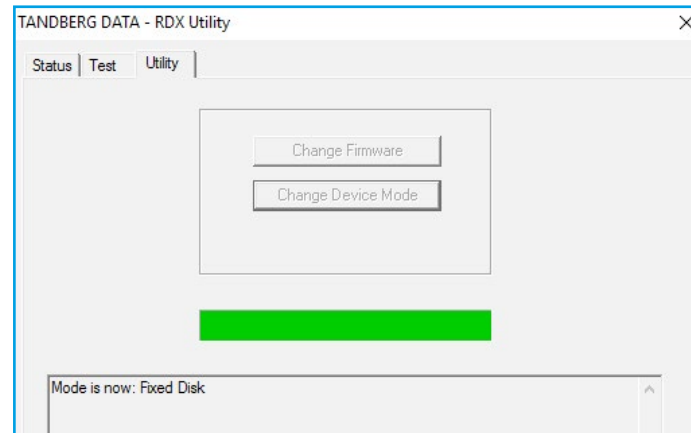 TANDBERG DATA - RDX Utility
Status Test Utility
Change Firmware
Change Device Mode
Mode is now: Fixed Disk